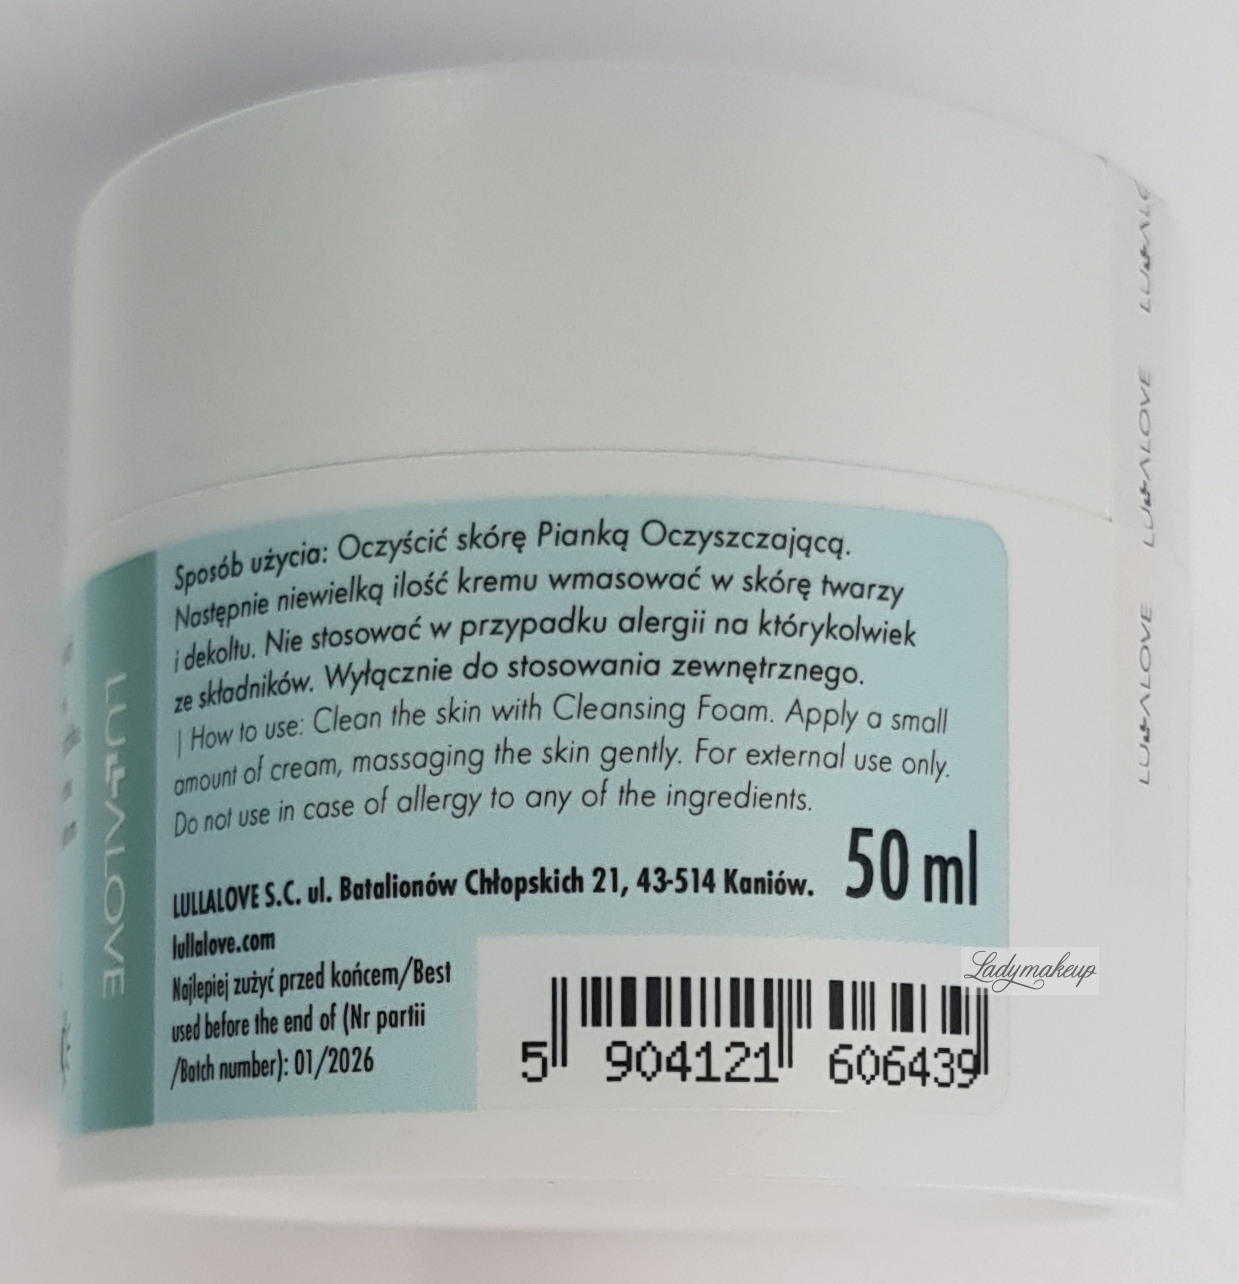 Sposób użycia: Oczyścić skórę Pianką Oczyszczającą.
Następnie niewielką ilość kremu wmasować w skórę twarzy
i dekoltu. Nie stosować w przypadku alergii na którykolwiek
ze składników. Wyłącznie do stosowania zewnętrznego.
| How to use: Clean the skin with Cleansing Foam. Apply a small
amount of cream, massaging the skin gently. For external use only.
Do not use in case of allergy to any of the ingredients.
50 ml
LULLALOVE S.C. ul. Batalionów Chłopskich 21, 43-514 Kaniów.
lullalove.com
Najlepiej zużyć przed końcem/Best
used before the end of (Nr partii
/Batch number): 01/2026
5 904121 606439
LULLALOVE
LULLALOVE
LULLALOVE
Ladymakeup